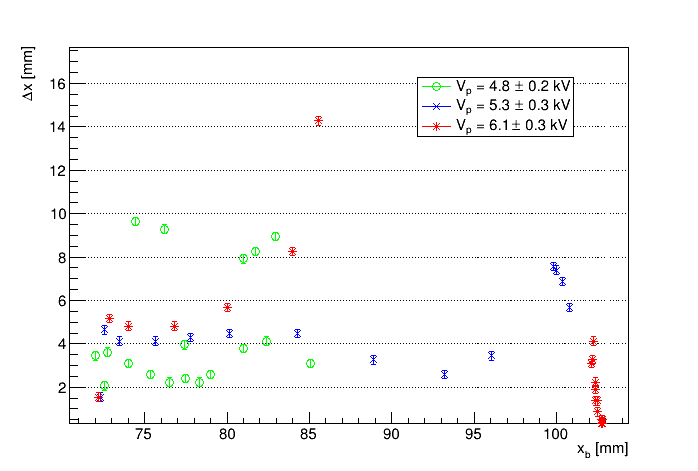 Δx [mm]
16
14
12
10
8
6
4
2
V_p = 4.8 ± 0.2 kV
V_p = 5.3 ± 0.3 kV
V_p = 6.1 ± 0.3 kV
75 80 85 90 95 100
x_b [mm]